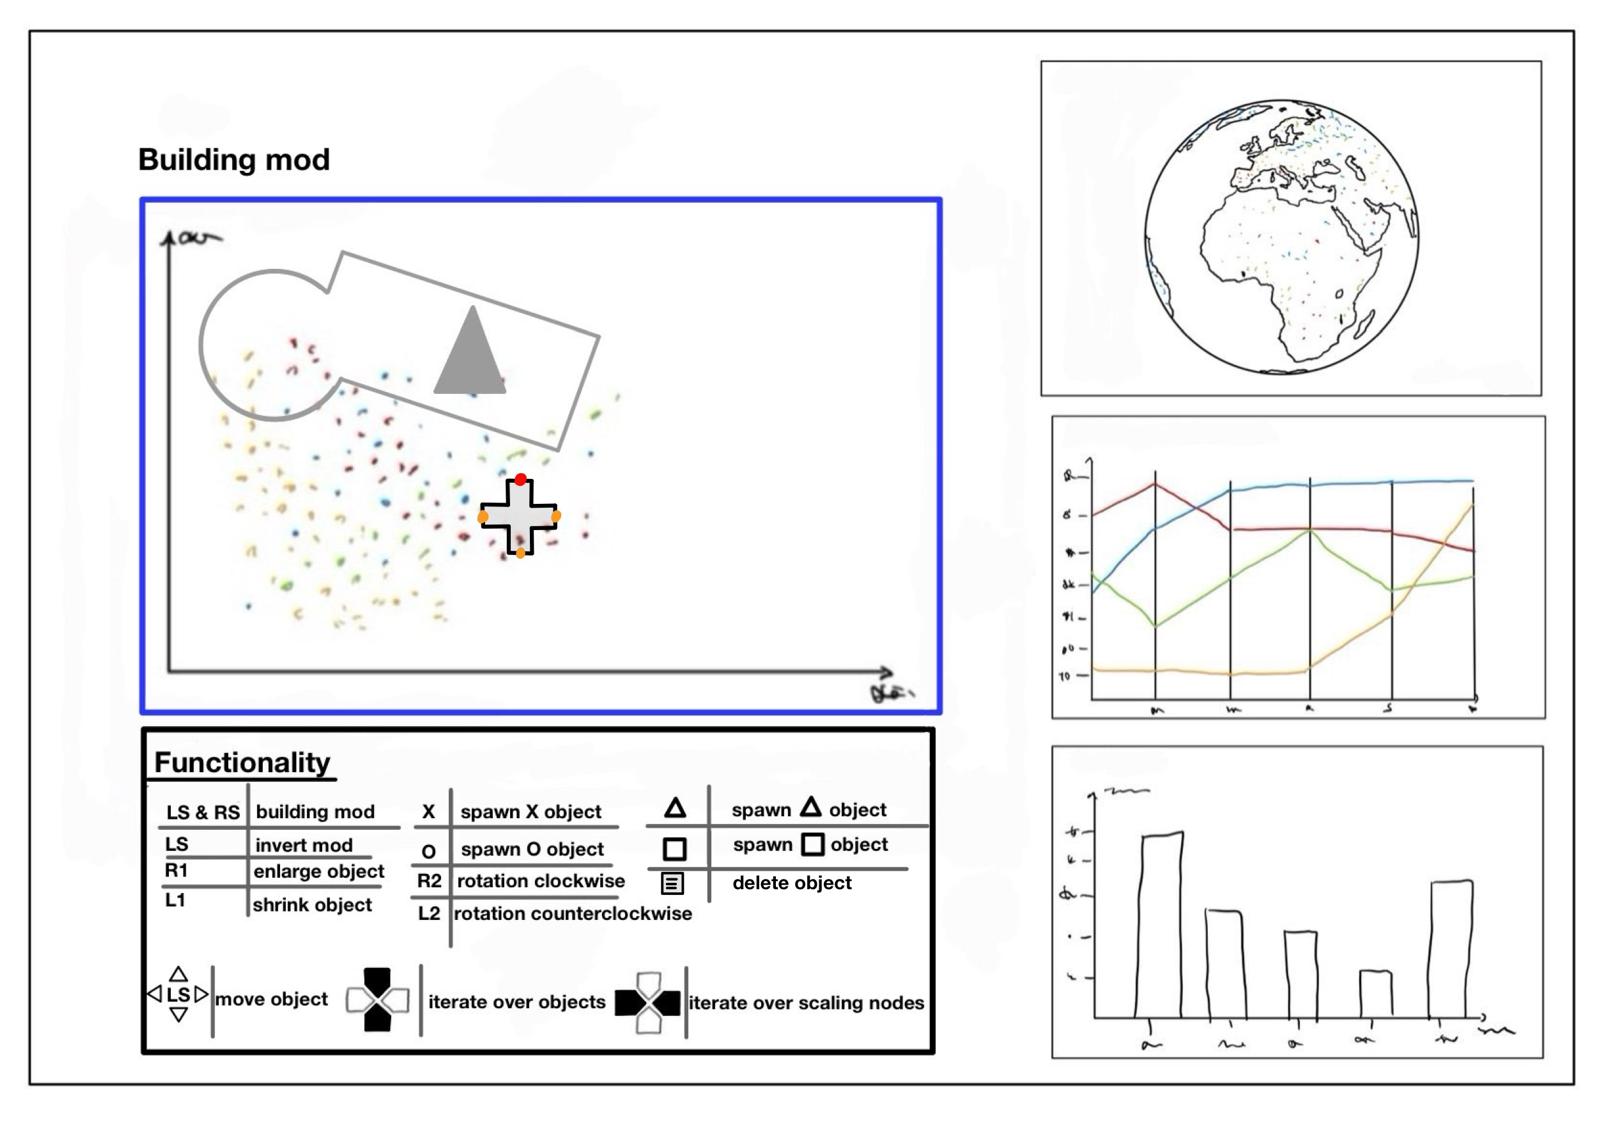 Building mod
Functionality
LS & RS building mod
LS invert mod
R1 enlarge object
L1 shrink object
X spawn X object
O spawn O object
R2 rotation clockwise
L2 rotation counterclockwise
△ spawn △ object
□ spawn □ object
delete object
LS move object
iterate over objects
iterate over scaling nodes